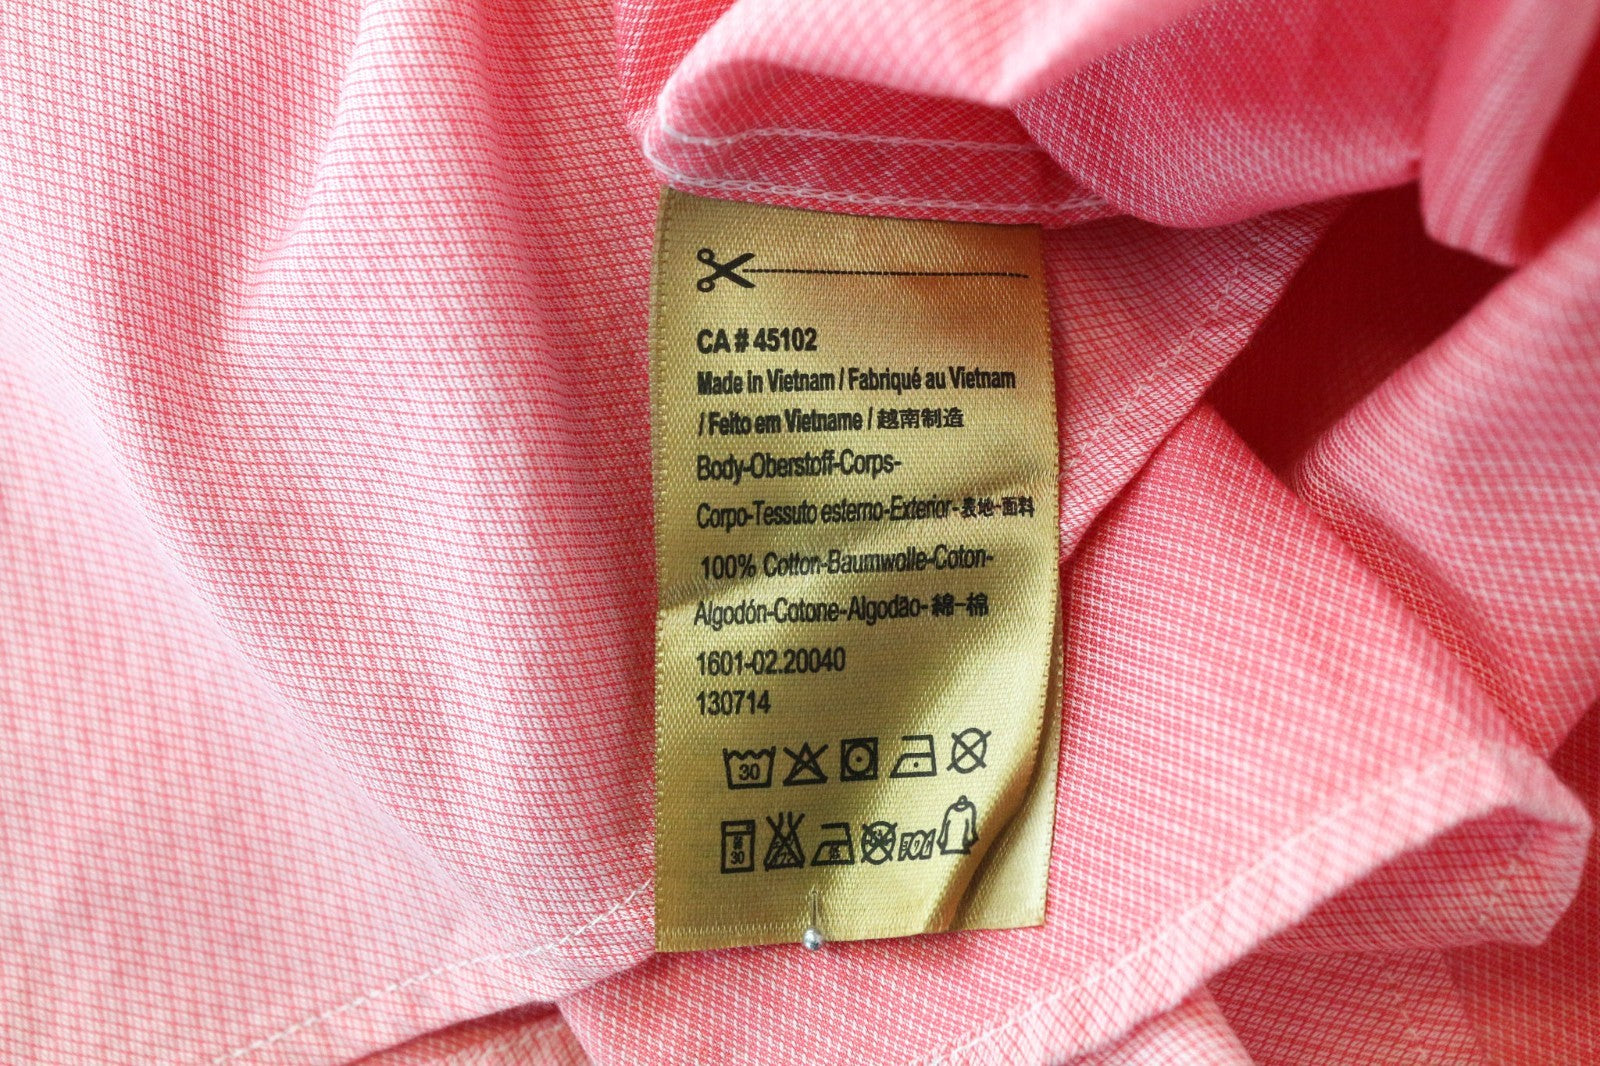 CA # 45102
Made in Vietnam / Fabriqué au Vietnam
/ Feito em Vietname / 越南制造
Body-Oberstoff-Corps-
Corpo-Tessuto esterno-Exterior-表地-面料
100% Cotton-Baumwolle-Coton-
Algodón-Cotone-Algodão- 綿-棉
1601-02.20040
130714
30
30